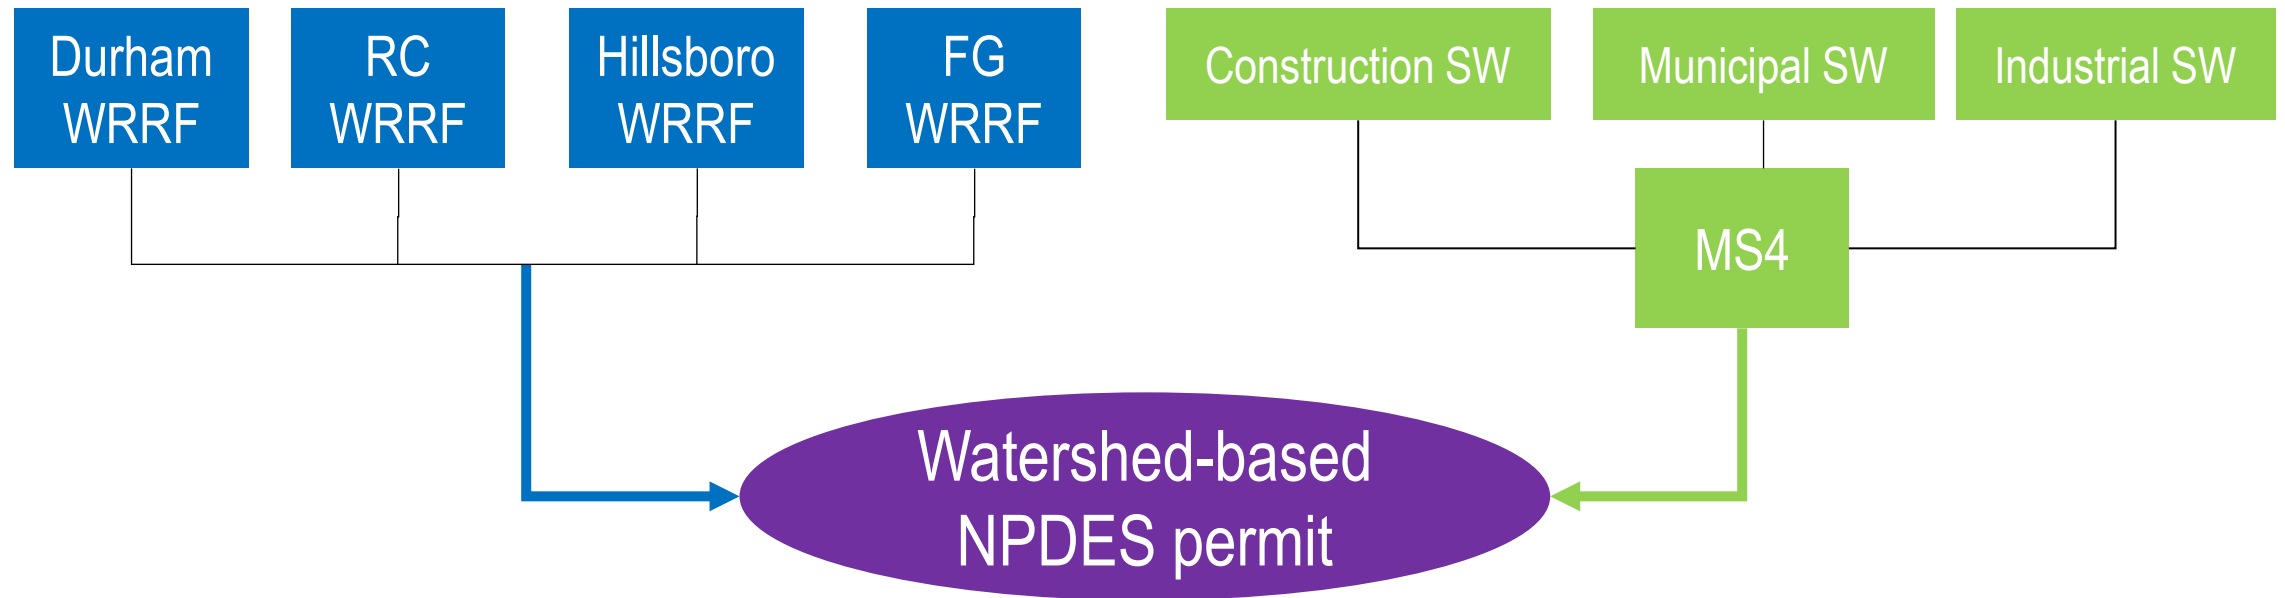 Durham
WRRF
RC
WRRF
Hillsboro
WRRF
FG
WRRF
Construction SW
Municipal SW
Industrial SW
MS4
Watershed-based
NPDES permit